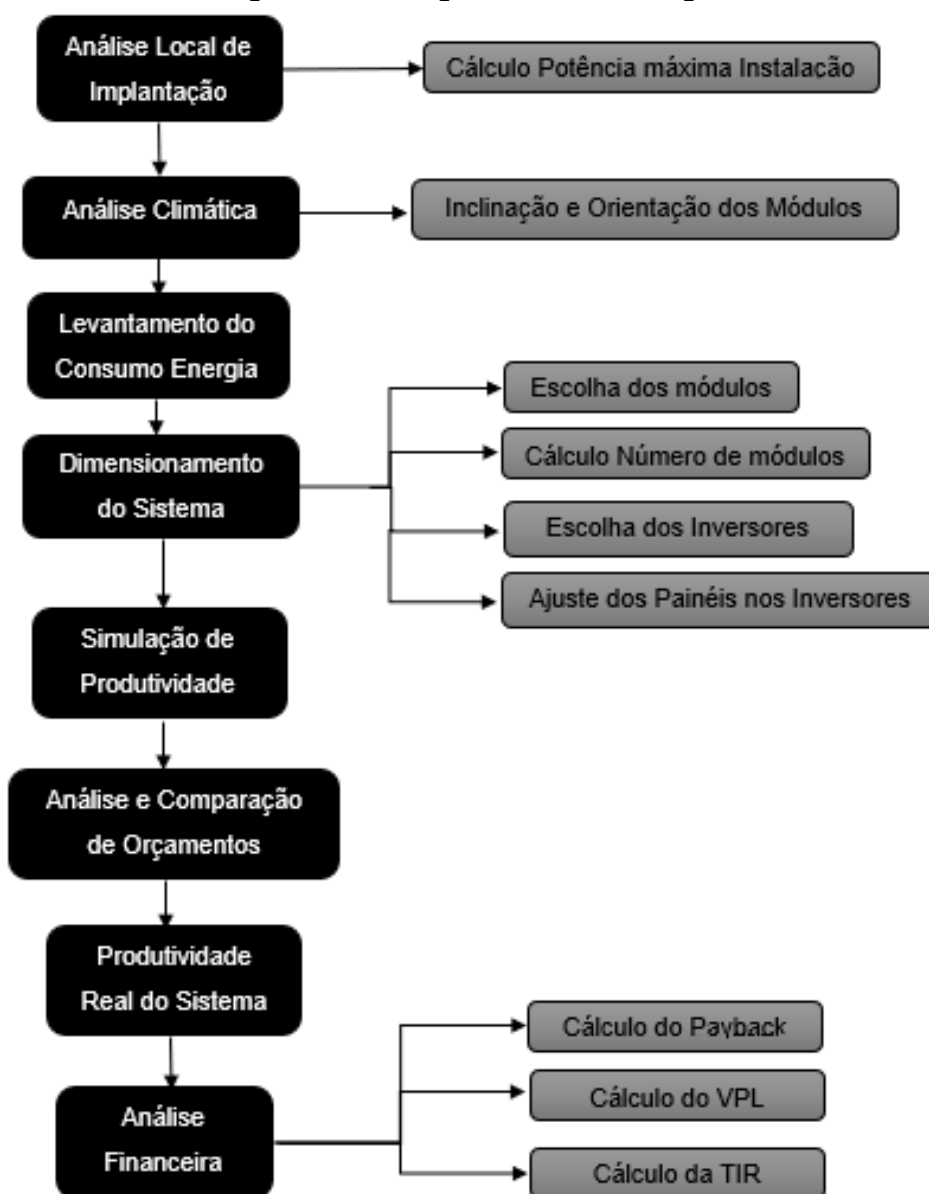 Análise Local de
Implantação
Cálculo Potência máxima Instalação
Análise Climática
Inclinação e Orientação dos Módulos
Levantamento do
Consumo Energia
Dimensionamento
do Sistema
Escolha dos módulos
Cálculo Número de módulos
Escolha dos Inversores
Ajuste dos Painéis nos Inversores
Simulação de
Produtividade
Análise e Comparação
de Orçamentos
Produtividade
Real do Sistema
Análise
Financeira
Cálculo do Payback
Cálculo do VPL
Cálculo da TIR